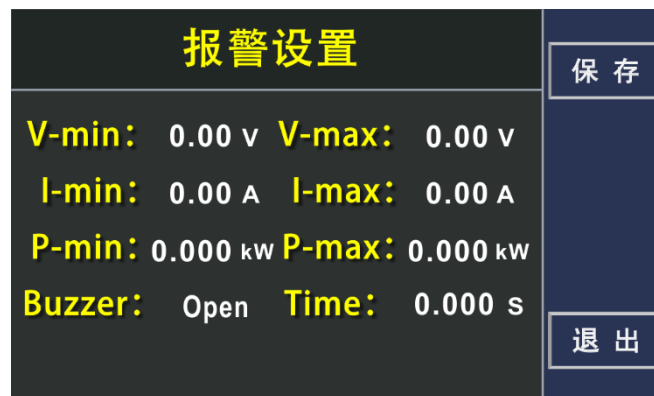 报警设置
保存
V-min： 0.00 V V-max： 0.00 V
I-min： 0.00 A I-max： 0.00 A
P-min： 0.000 kW P-max： 0.000 kW
Buzzer： Open Time： 0.000 S
退出